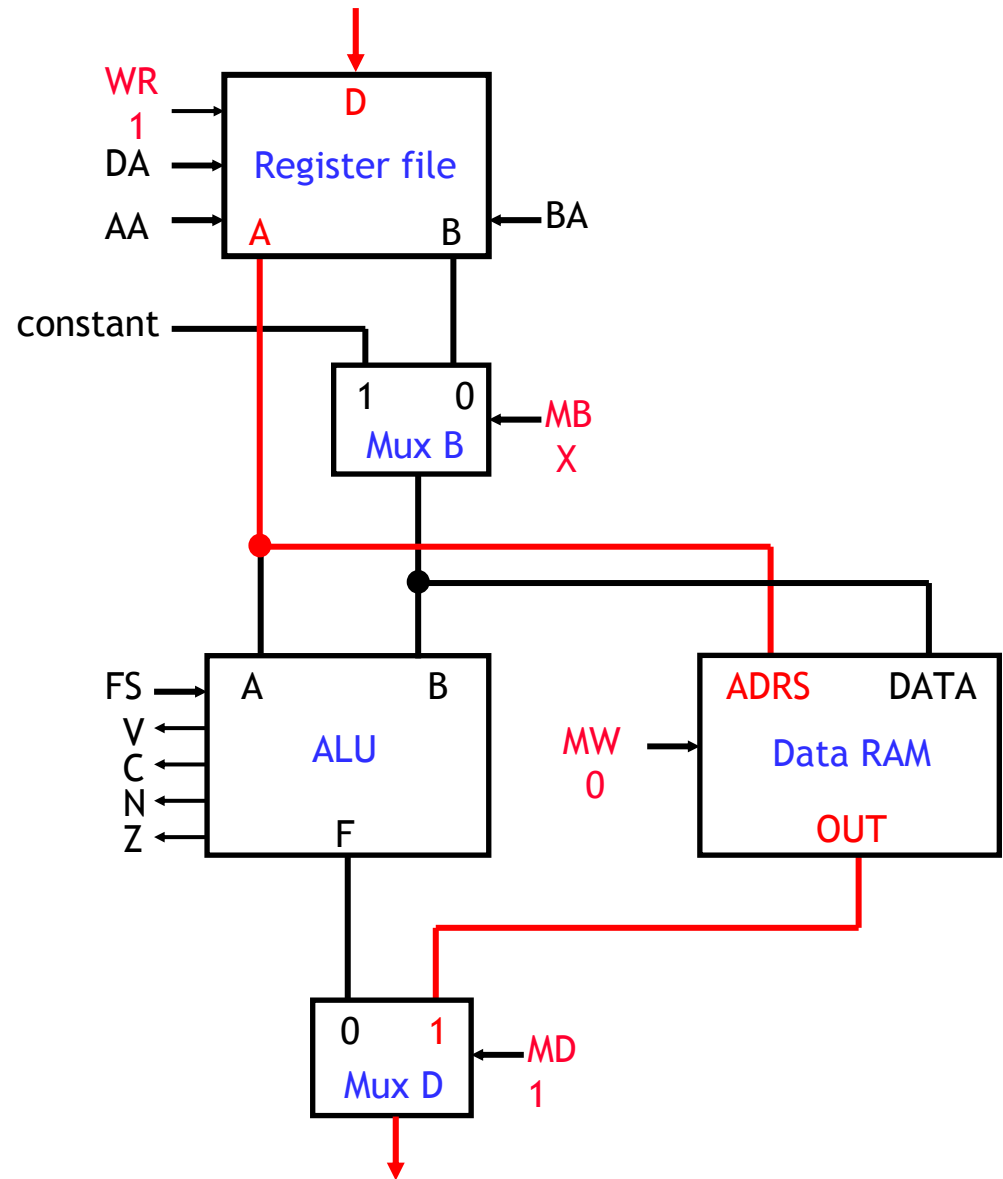 WR
1
D
DA
Register file
AA
A
B
BA
constant
1
0
MB
X
Mux B
FS
A
B
ADRS
DATA
V
C
N
Z
ALU
MW
0
Data RAM
F
OUT
0
1
MD
1
Mux D